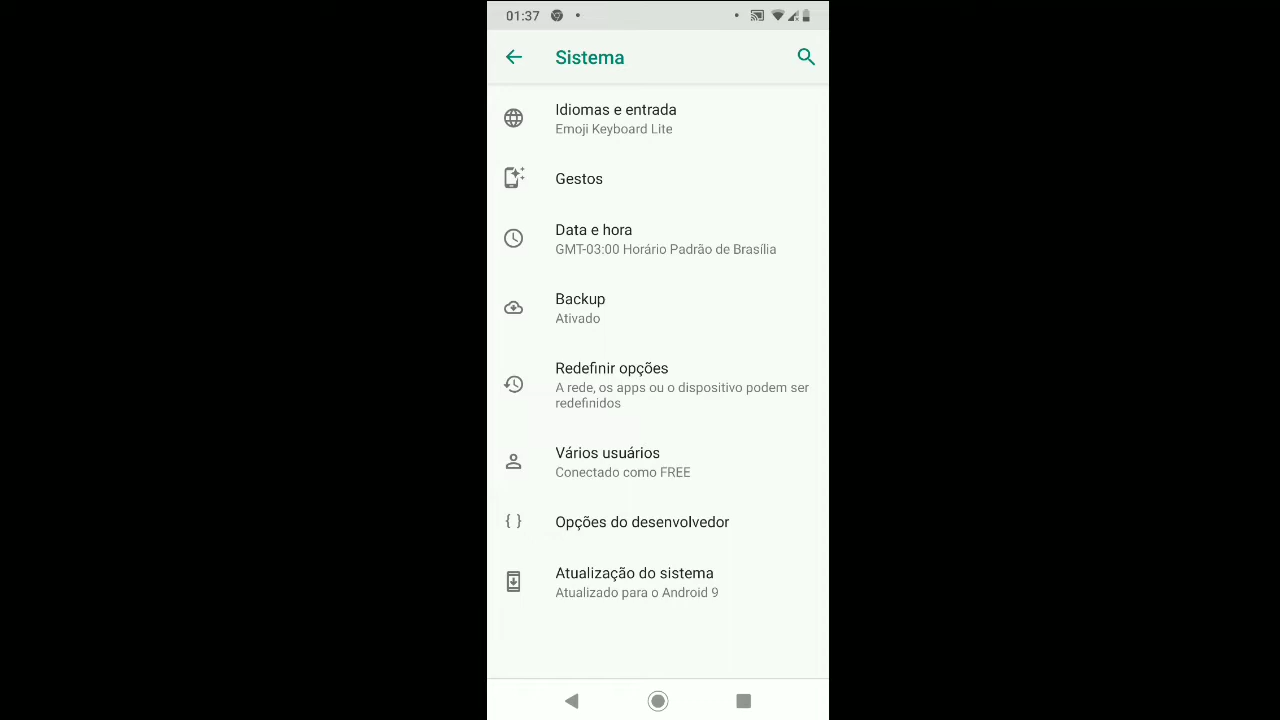 01:37
Sistema
Idiomas e entrada
Emoji Keyboard Lite
Gestos
Data e hora
GMT-03:00 Horário Padrão de Brasília
Backup
Ativado
Redefinir opções
A rede, os apps ou o dispositivo podem ser
redefinidos
Vários usuários
Conectado como FREE
{ } Opções do desenvolvedor
Atualização do sistema
Atualizado para o Android 9